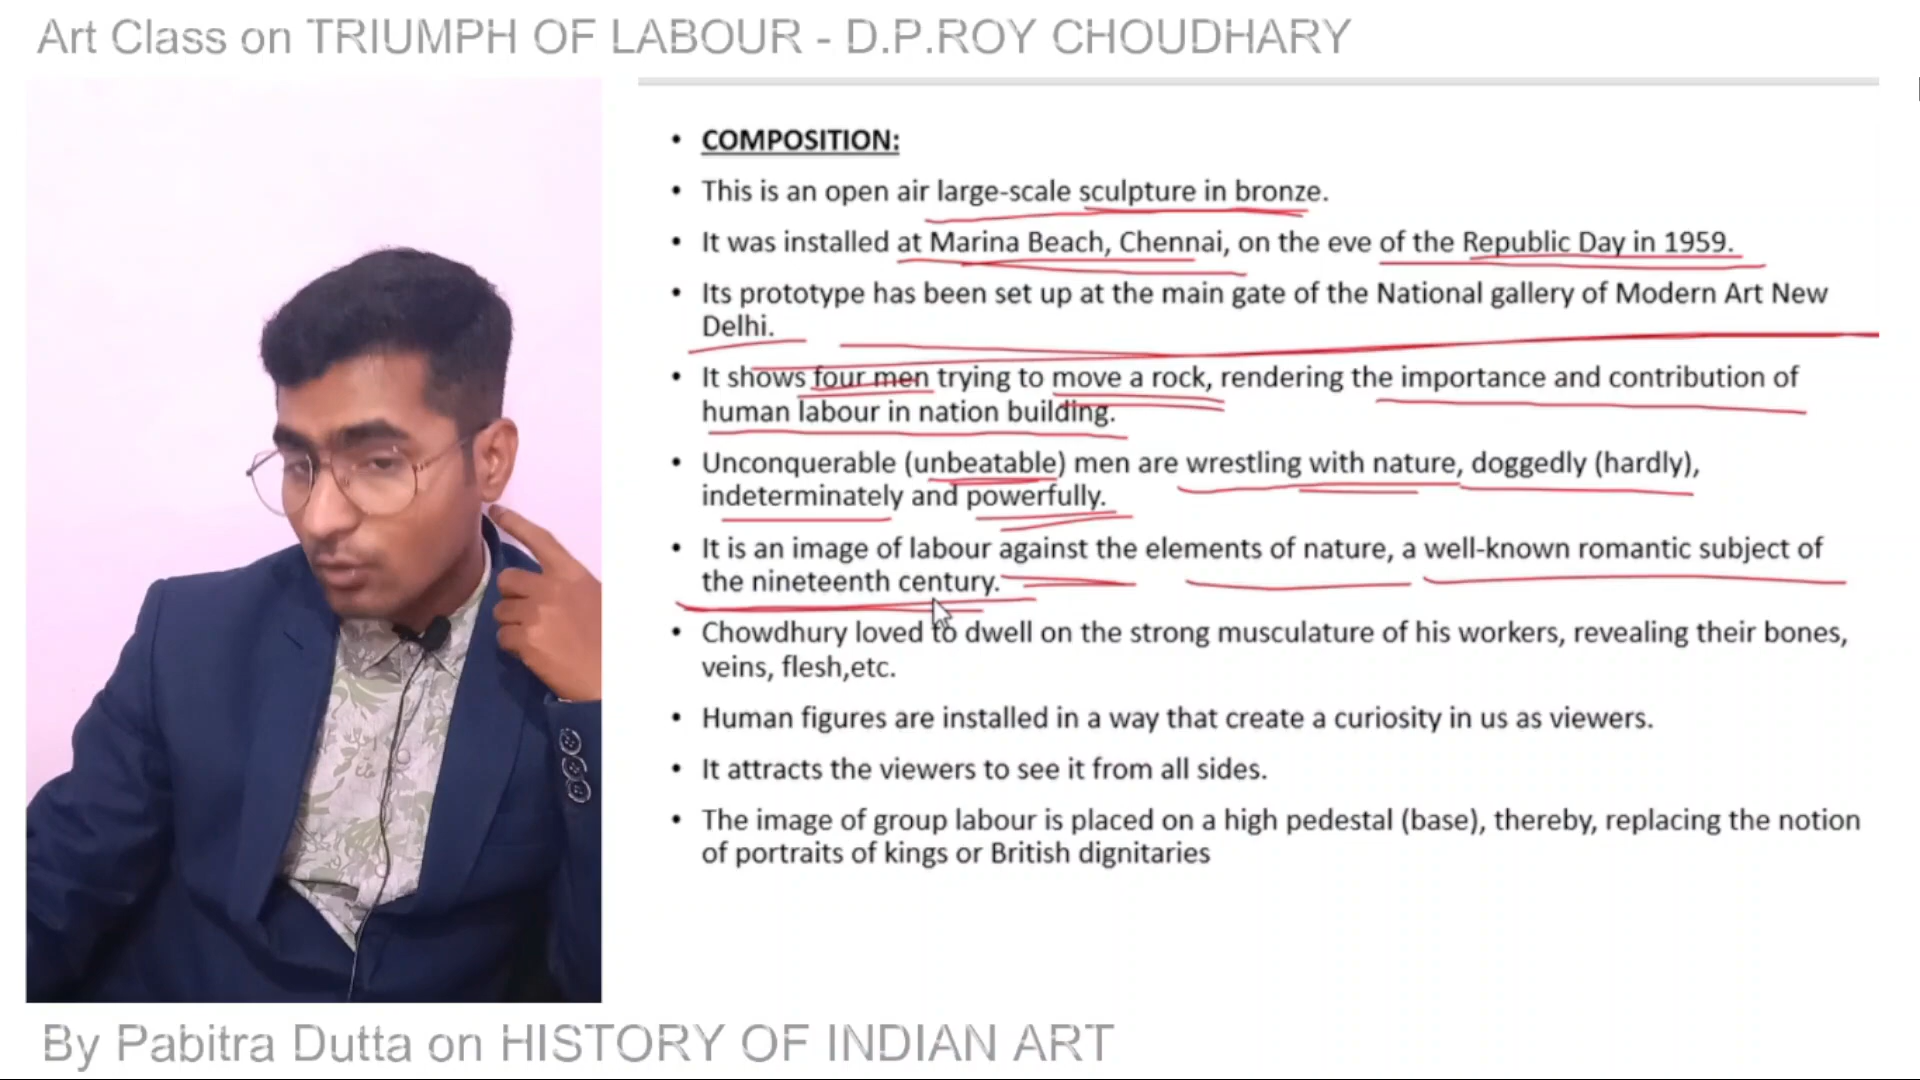 Art Class on TRIUMPH OF LABOUR - D.P.ROY CHOUDHARY
• COMPOSITION:
• This is an open air large-scale sculpture in bronze.
• It was installed at Marina Beach, Chennai, on the eve of the Republic Day in 1959.
• Its prototype has been set up at the main gate of the National gallery of Modern Art New
Delhi.
• It shows four men trying to move a rock, rendering the importance and contribution of
human labour in nation building.
• Unconquerable (unbeatable) men are wrestling with nature, doggedly (hardly),
indeterminately and powerfully.
• It is an image of labour against the elements of nature, a well-known romantic subject of
the nineteenth century.
• Chowdhury loved to dwell on the strong musculature of his workers, revealing their bones,
veins, flesh,etc.
• Human figures are installed in a way that create a curiosity in us as viewers.
• It attracts the viewers to see it from all sides.
• The image of group labour is placed on a high pedestal (base), thereby, replacing the notion
of portraits of kings or British dignitaries
By Pabitra Dutta on HISTORY OF INDIAN ART